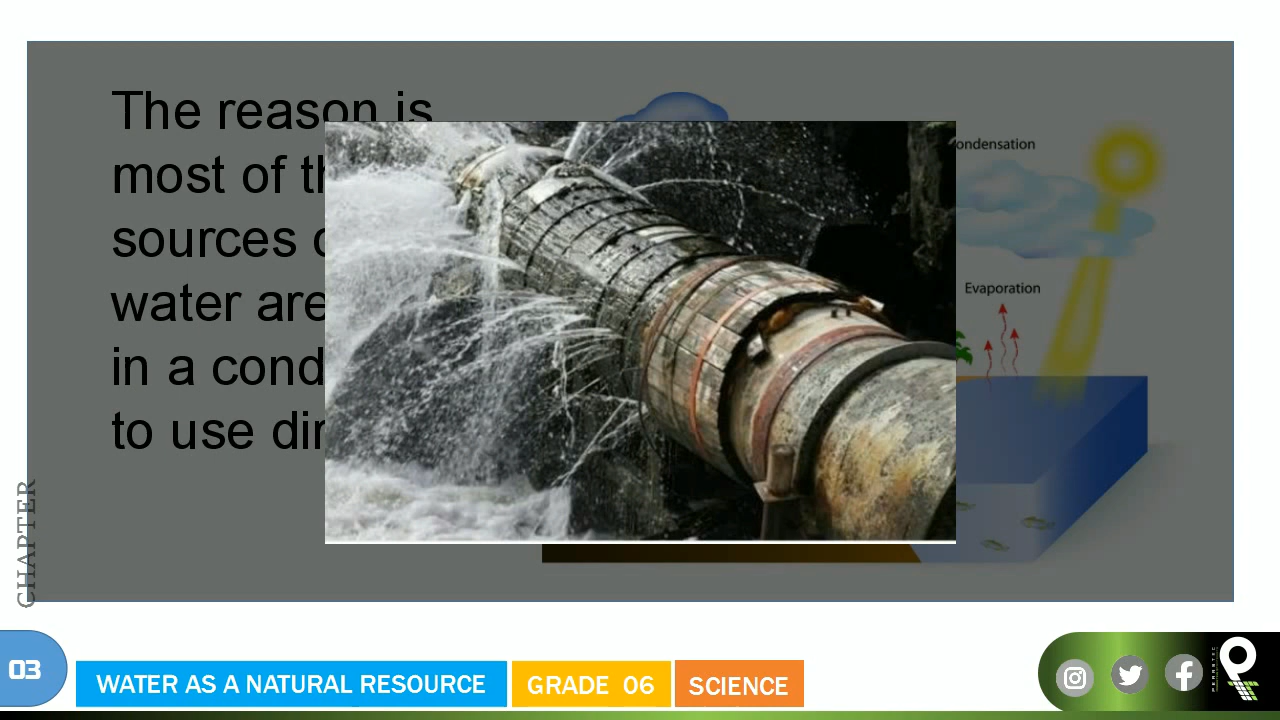 The reason is
most of th
sources
water are
in a cond
to use dir
ondensation
Evaporation
CHAPTER
03
WATER AS A NATURAL RESOURCE
GRADE 06
SCIENCE